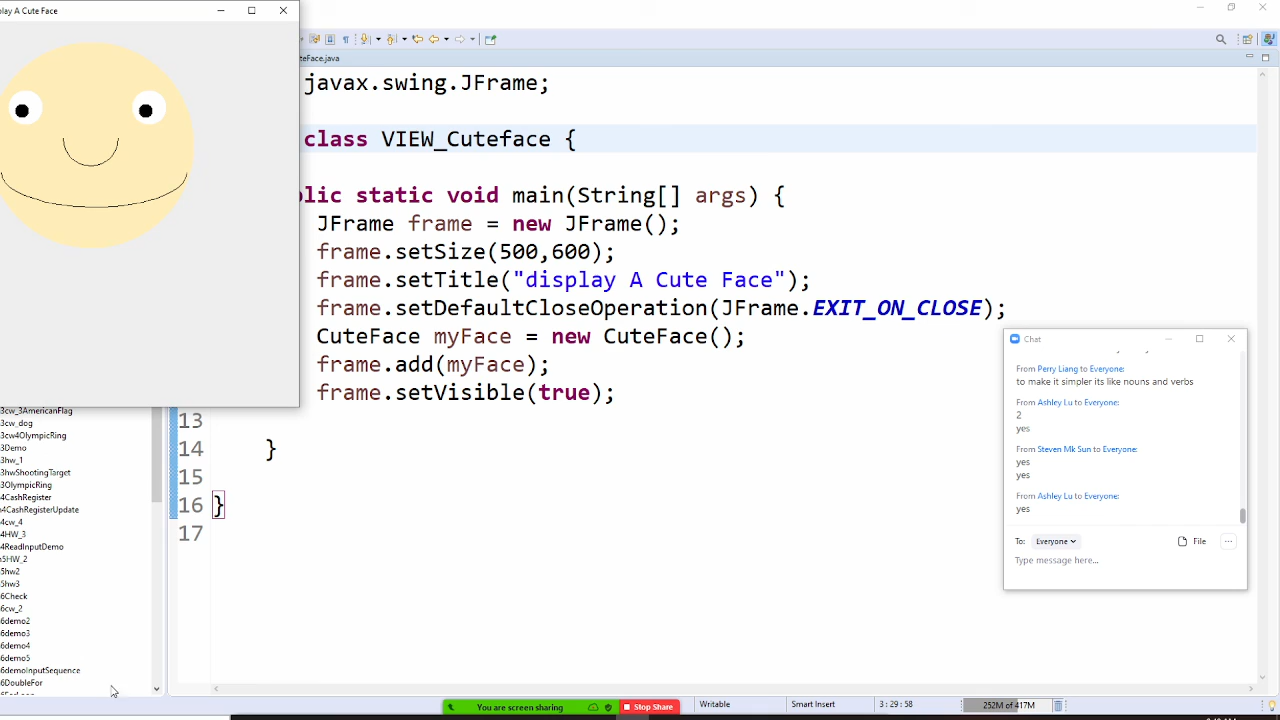 play A Cute Face
teFace.java
javax.swing.JFrame;
class VIEW_Cuteface {
blic static void main(String[] args) {
JFrame frame = new JFrame();
frame.setSize(500,600);
frame.setTitle("display A Cute Face");
frame.setDefaultCloseOperation(JFrame.EXIT_ON_CLOSE);
CuteFace myFace = new CuteFace();
frame.add(myFace);
frame.setVisible(true);
13
14 }
15
16 }
17
3cw_3AmericanFlag
3cw_dog
3cw4OlympicRing
3Demo
3hw_1
3hwShootingTarget
3OlympicRing
4CashRegister
4CashRegisterUpdate
4cw_4
4HW_3
4ReadInputDemo
5HW_2
5hw2
5hw3
6Check
6cw_2
6demo2
6demo3
6demo4
6demo5
6demoInputSequence
6DoubleFor
Chat
From Perry Liang to Everyone:
to make it simpler its like nouns and verbs
From Ashley Lu to Everyone:
2
yes
From Steven Mk Sun to Everyone:
yes
yes
From Ashley Lu to Everyone:
yes
To: Everyone File ...
Type message here...
You are screen sharing Stop Share
Writable Smart Insert 3 : 29 : 58 252M of 417M